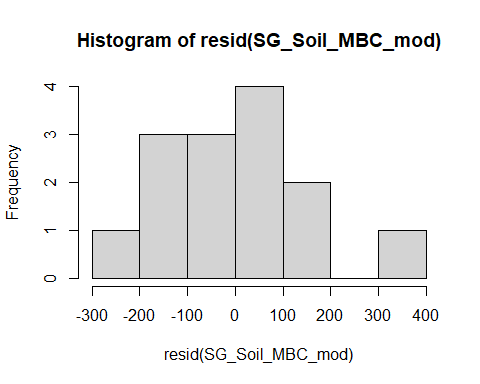 Histogram of resid(SG_Soil_MBC_mod)
Frequency
4
3
2
1
0
-300 -200 -100 0 100 200 300 400
resid(SG_Soil_MBC_mod)